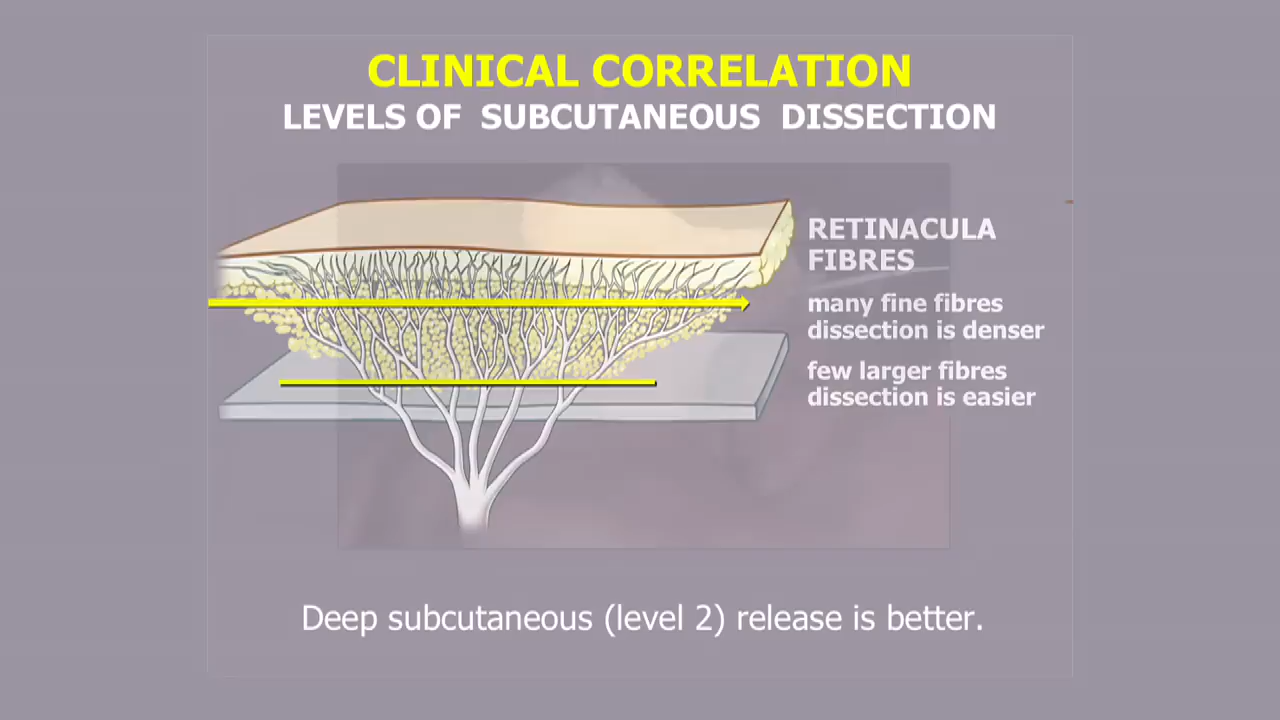 CLINICAL CORRELATION
LEVELS OF SUBCUTANEOUS DISSECTION
RETINACULA
FIBRES
many fine fibres
dissection is denser
few larger fibres
dissection is easier
Deep subcutaneous (level 2) release is better.